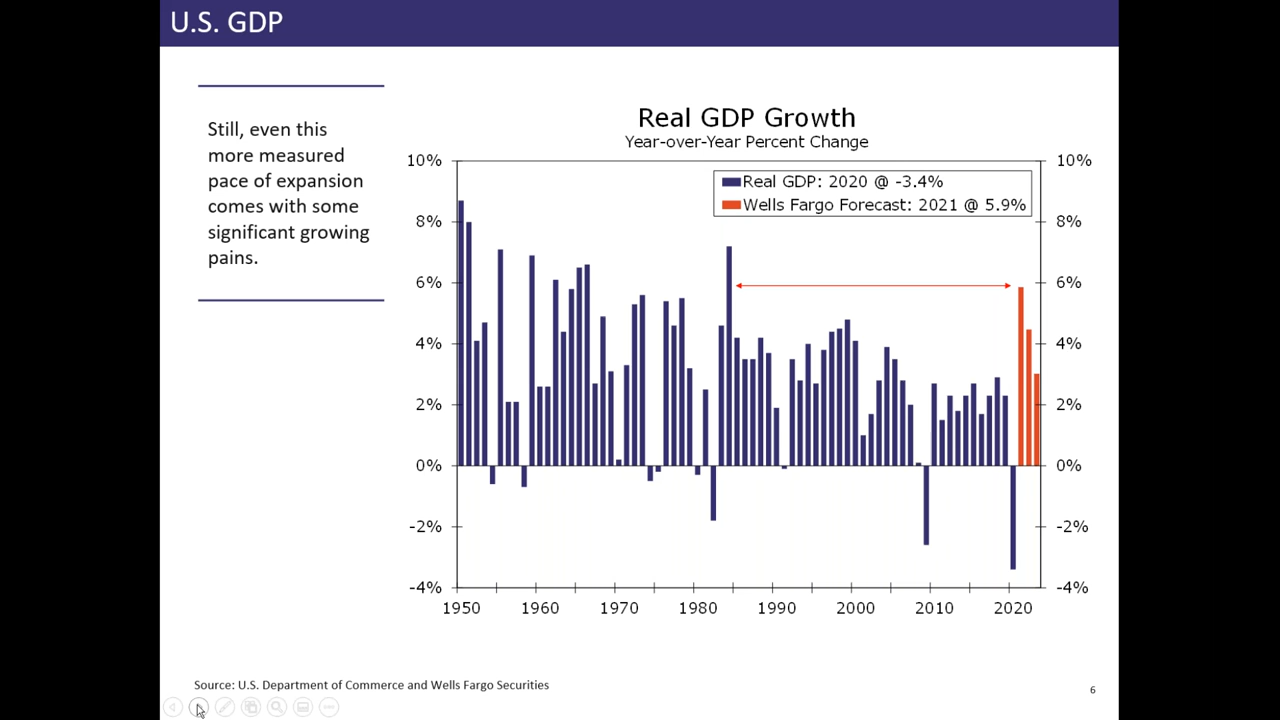 U.S. GDP
Still, even this
more measured
pace of expansion
comes with some
significant growing
pains.
Real GDP Growth
Year-over-Year Percent Change
Real GDP: 2020 @ -3.4%
Wells Fargo Forecast: 2021 @ 5.9%
10%
8%
6%
4%
2%
0%
-2%
-4%
10%
8%
6%
4%
2%
0%
-2%
-4%
1950 1960 1970 1980 1990 2000 2010 2020
Source: U.S. Department of Commerce and Wells Fargo Securities
6